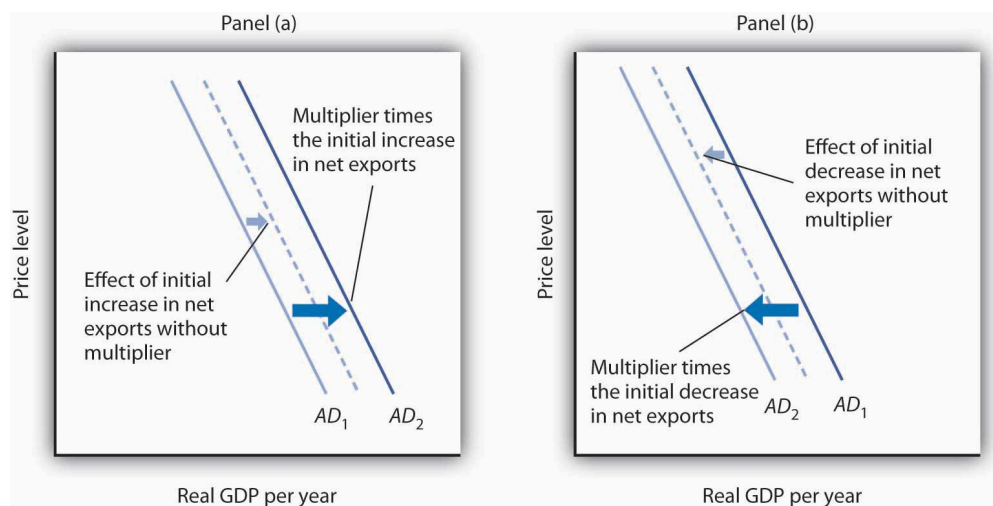 Panel (a)
Price level
Multiplier times
the initial increase
in net exports
Effect of initial
increase in net
exports without
multiplier
AD1
AD2
Real GDP per year
Panel (b)
Price level
Effect of initial
decrease in net
exports without
multiplier
Multiplier times
the initial decrease
in net exports
AD2
AD1
Real GDP per year